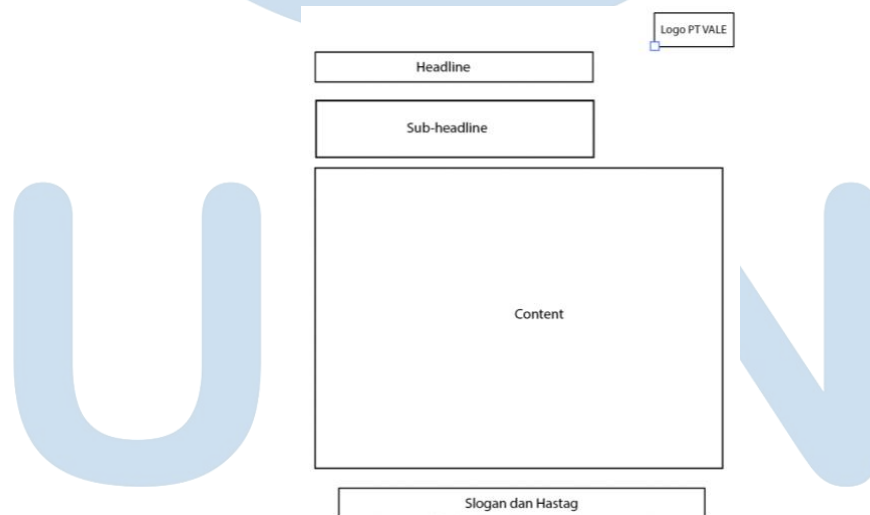 Logo PT VALE
Headline
Sub-headline
Content
Slogan dan Hastag